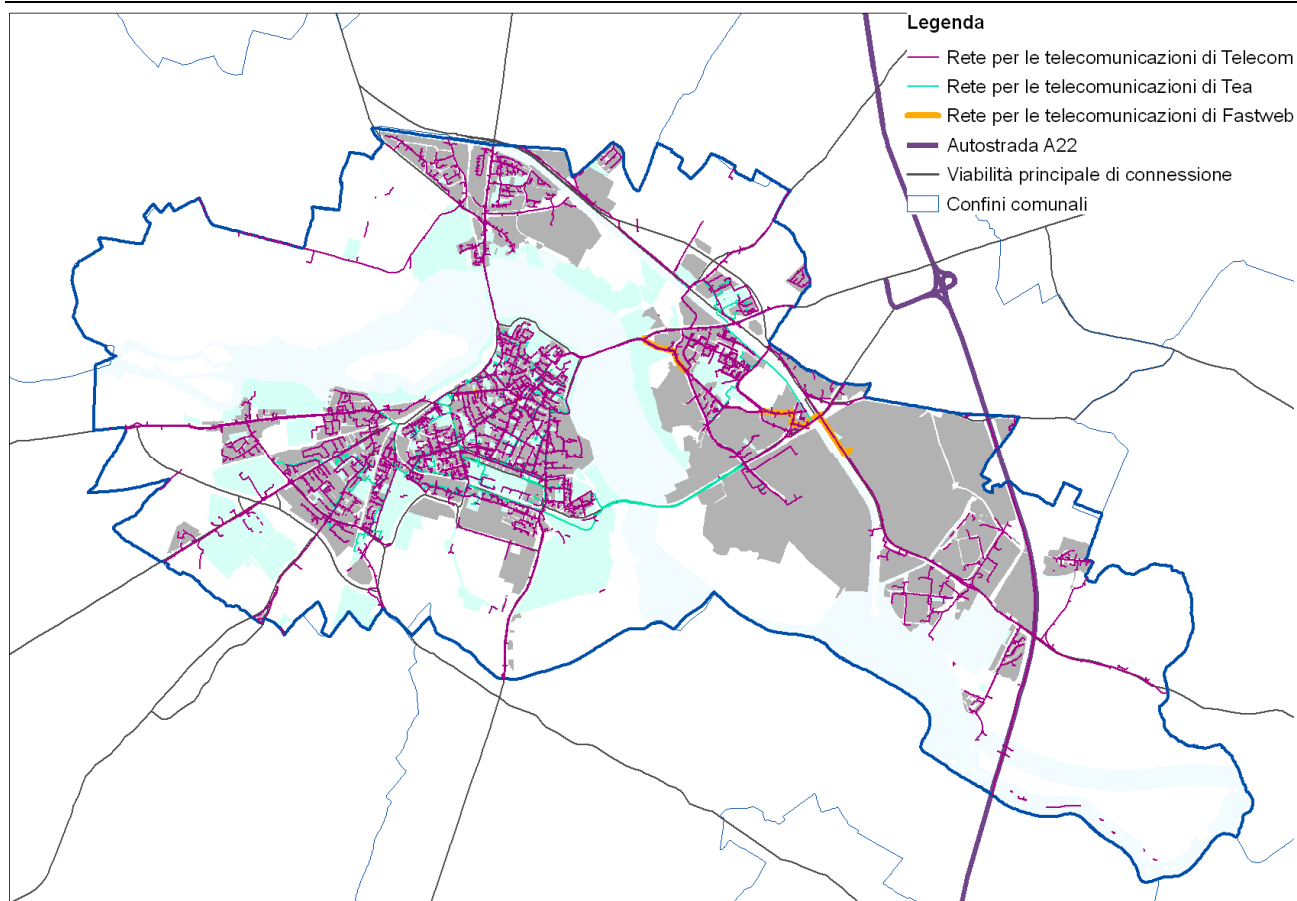 Legenda
Rete per le telecomunicazioni di Telecom
Rete per le telecomunicazioni di Tea
Rete per le telecomunicazioni di Fastweb
Autostrada A22
Viabilità principale di connessione
Confini comunali